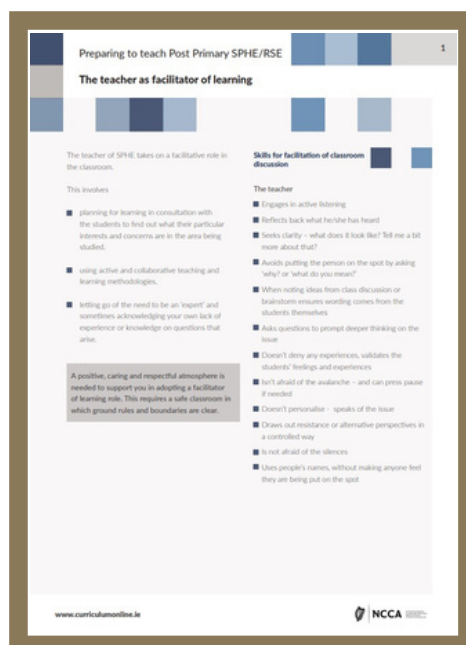 Preparing to teach Post Primary SPHE/RSE
1
The teacher as facilitator of learning
The teacher of SPHE takes on a facilitative role in
the classroom.
This involves
planning for learning in consultation with
the students to find out what their particular
interests and concerns are in the area being
studied.
using active and collaborative teaching and
learning methodologies.
letting go of the need to be an 'expert' and
sometimes acknowledging your own lack of
experience or knowledge on questions that
arise.
A positive, caring and respectful atmosphere is
needed to support you in adopting a facilitator
of learning role. This requires a safe classroom in
which ground rules and boundaries are clear.
Skills for facilitation of classroom
discussion
The teacher
Engages in active listening
Reflects back what he/she has heard
Seeks clarity – what does it look like? Tell me a bit
more about that?
Avoids putting the person on the spot by asking
'why? or 'what do you mean?'
When noting ideas from class discussion or
brainstorm ensures wording comes from the
students themselves
Asks questions to prompt deeper thinking on the
issue
Doesn't deny any experiences, validates the
students' feelings and experiences
Isn't afraid of the avalanche – and can press pause
if needed
Doesn't personalise - speaks of the issue
Draws out resistance or alternative perspectives in
a controlled way
Is not afraid of the silences
Uses people's names, without making anyone feel
they are being put on the spot
www.curriculumonline.ie
NCCA